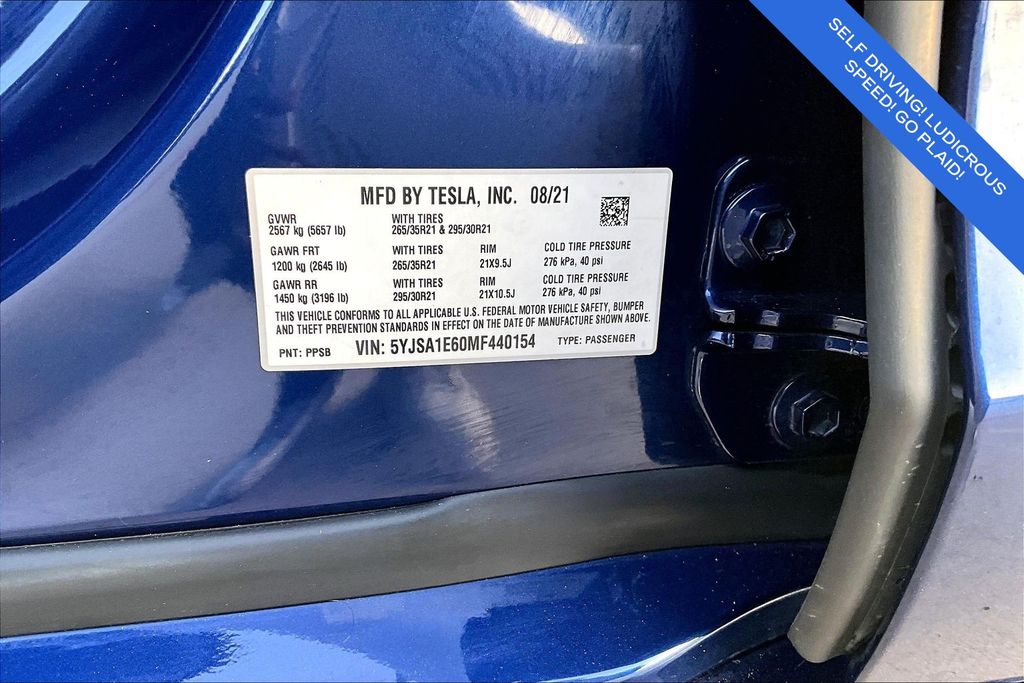 SELF DRIVING! LUDICROUS
SPEED! GO PLAID!
MFD BY TESLA, INC. 08/21
GVWR
2567 kg (5657 lb)
WITH TIRES
265/35R21 & 295/30R21
GAWR FRT
1200 kg (2645 lb)
WITH TIRES
265/35R21
RIM
21X9.5J
COLD TIRE PRESSURE
276 kPa, 40 psi
GAWR RR
1450 kg (3196 lb)
WITH TIRES
295/30R21
RIM
21X10.5J
COLD TIRE PRESSURE
276 kPa, 40 psi
THIS VEHICLE CONFORMS TO ALL APPLICABLE U.S. FEDERAL MOTOR VEHICLE SAFETY, BUMPER
AND THEFT PREVENTION STANDARDS IN EFFECT ON THE DATE OF MANUFACTURE SHOWN ABOVE.
PNT: PPSB VIN: 5YJSA1E60MF440154 TYPE: PASSENGER